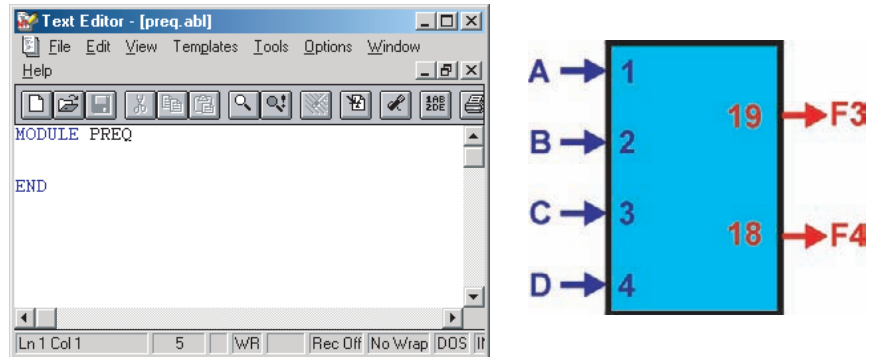 Text Editor - [preq.abl]
File Edit View Templates Tools Options Window
Help
MODULE PREQ
END
Ln 1 Col 1 5 WR Rec Off No Wrap DOS
A 1
19 F3
B 2
C 3
18 F4
D 4